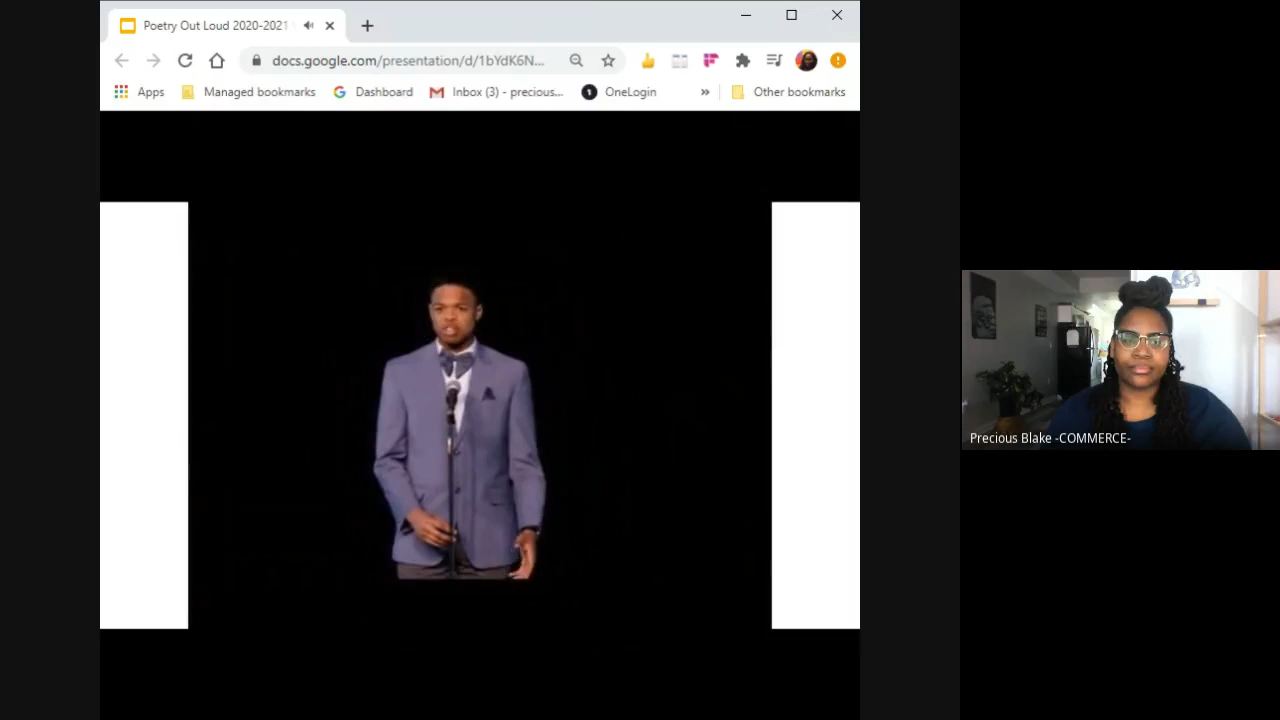 Poetry Out Loud 2020-2021
docs.google.com/presentation/d/1bYdK6N...
Apps Managed bookmarks Dashboard Inbox (3) - precious... OneLogin » Other bookmarks
Precious Blake -COMMERCE-